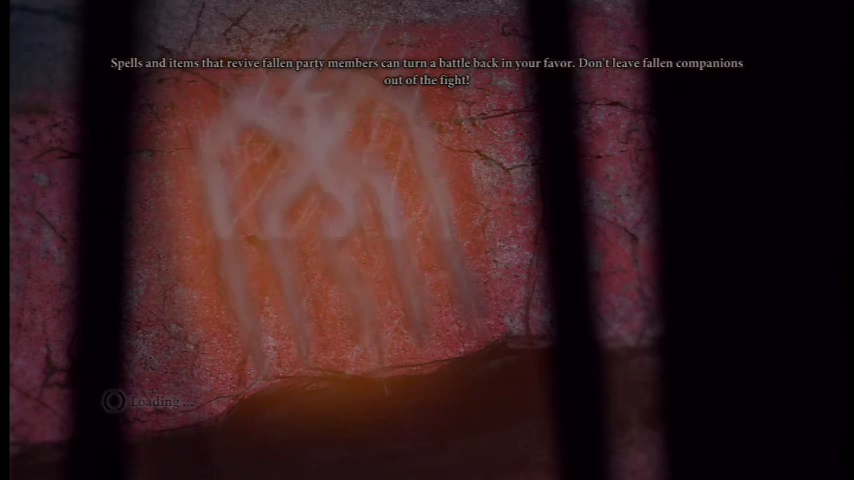 Spells and items that revive fallen party members can turn a battle back in your favor. Don't leave fallen companions
out of the fight!
Loading ...